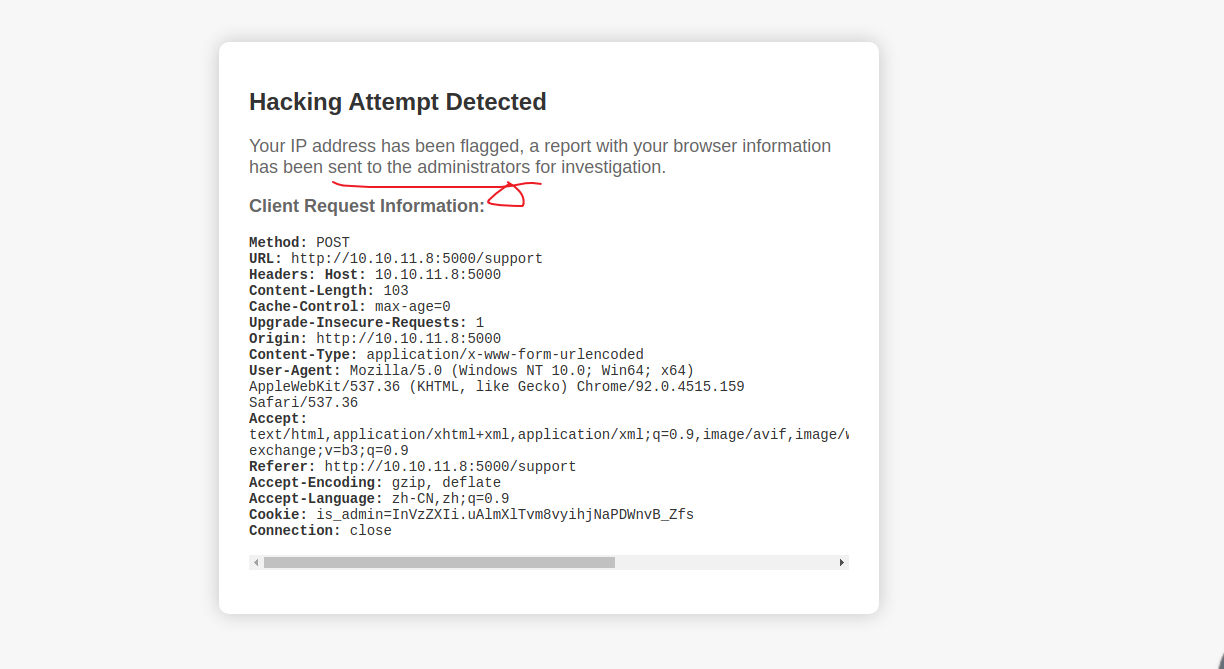 Hacking Attempt Detected
Your IP address has been flagged, a report with your browser information
has been sent to the administrators for investigation.
Client Request Information:
Method: POST
URL: http://10.10.11.8:5000/support
Headers: Host: 10.10.11.8:5000
Content-Length: 103
Cache-Control: max-age=0
Upgrade-Insecure-Requests: 1
Origin: http://10.10.11.8:5000
Content-Type: application/x-www-form-urlencoded
User-Agent: Mozilla/5.0 (Windows NT 10.0; Win64; x64)
AppleWebKit/537.36 (KHTML, like Gecko) Chrome/92.0.4515.159
Safari/537.36
Accept:
text/html,application/xhtml+xml,application/xml;q=0.9,image/avif,image/
exchange;v=b3;q=0.9
Referer: http://10.10.11.8:5000/support
Accept-Encoding: gzip, deflate
Accept-Language: zh-CN,zh;q=0.9
Cookie: is_admin=InVzZXIi.uAlmXlTvm8vyihjNaPDWnvB_Zfs
Connection: close